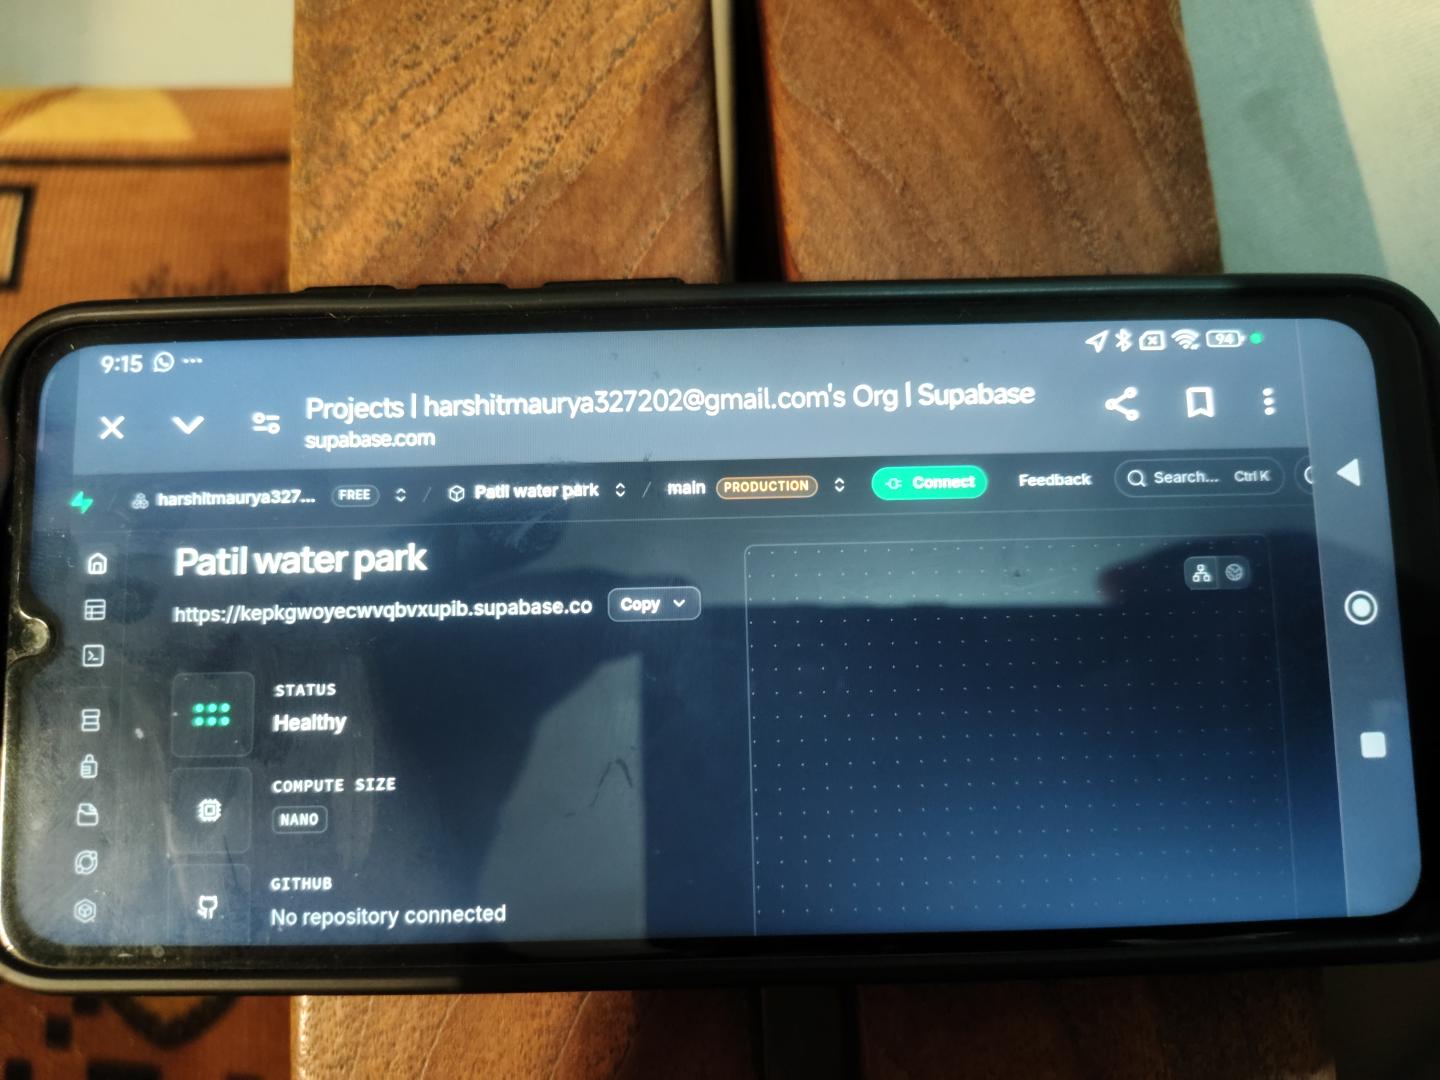 9:15
94
Projects | harshitmaurya327202@gmail.com's Org | Supabase
supabase.com
harshitmaurya327... FREE / Patil water park / main PRODUCTION Connect Feedback Search... Ctrl K
Patil water park
https://kepkgwoyecwvqbvxupib.supabase.co Copy
STATUS
Healthy
COMPUTE SIZE
NANO
GITHUB
No repository connected